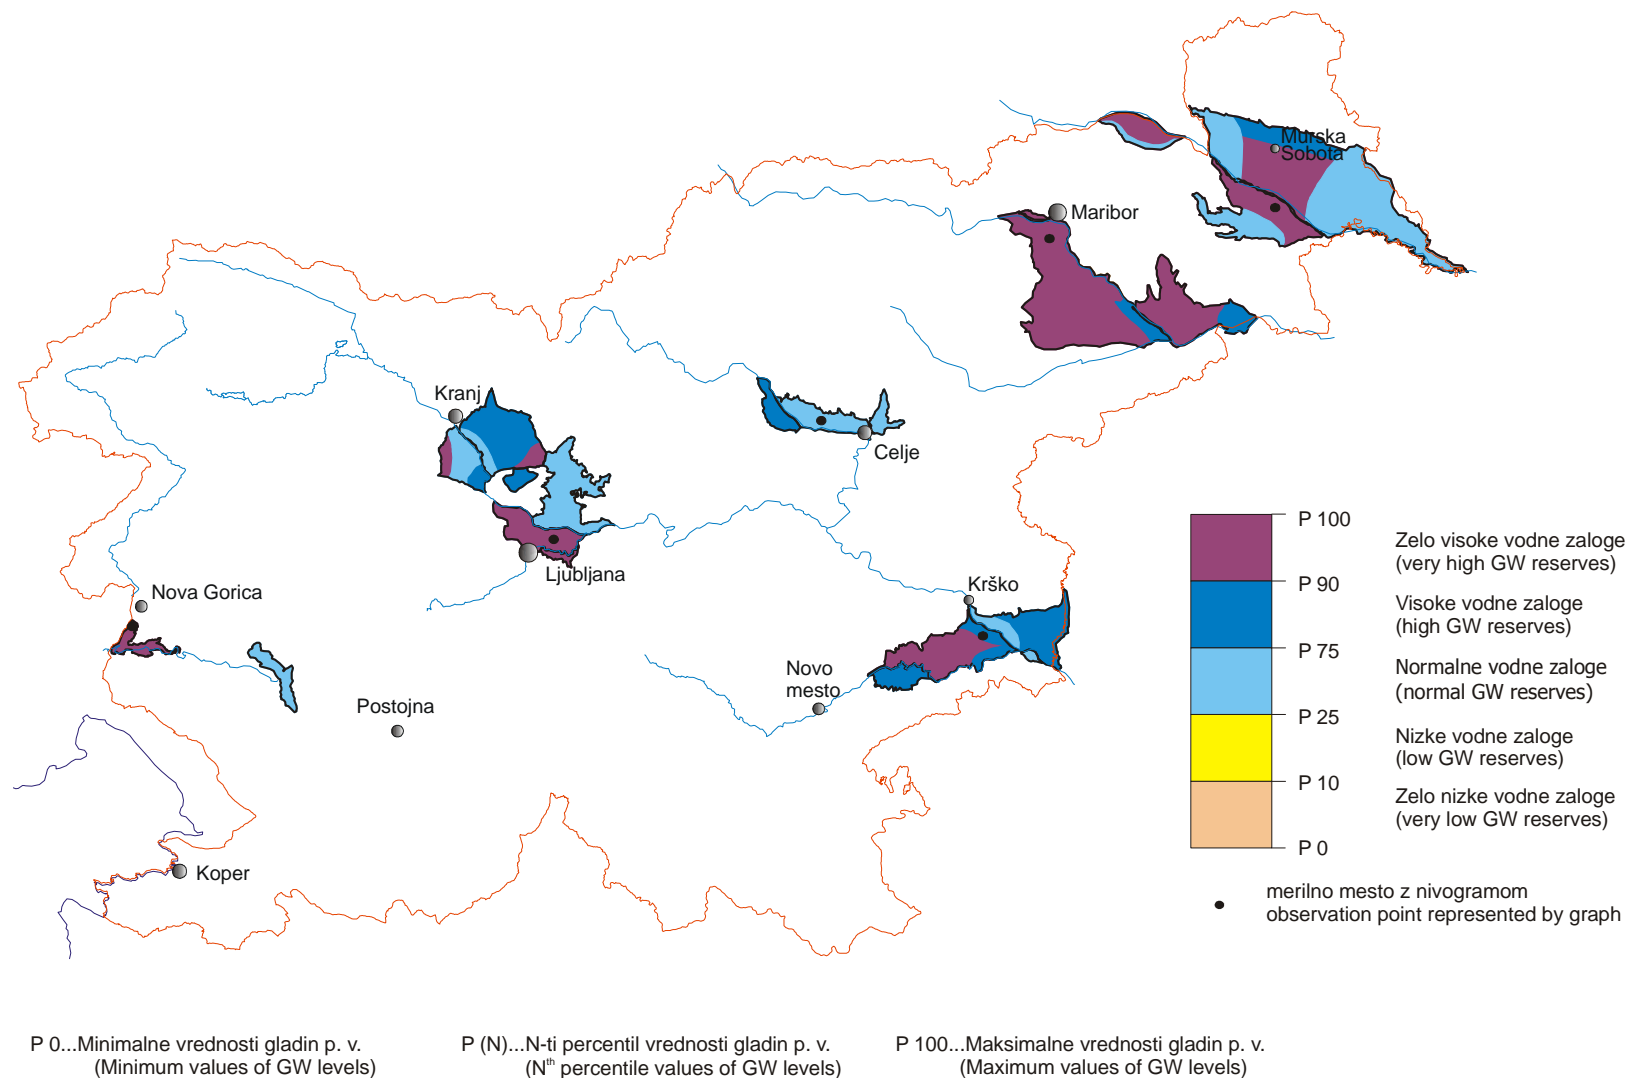 Murska
Sobota
Maribor
Kranj
Celje
Ljubljana
Nova Gorica
Krško
Novo
mesto
Postojna
Koper
P 100
Zelo visoke vodne zaloge
(very high GW reserves)
P 90
Visoke vodne zaloge
(high GW reserves)
P 75
Normalne vodne zaloge
(normal GW reserves)
P 25
Nizke vodne zaloge
(low GW reserves)
P 10
Zelo nizke vodne zaloge
(very low GW reserves)
P 0
merilno mesto z nivogramom
observation point represented by graph
P 0...Minimalne vrednosti gladin p. v.
(Minimum values of GW levels)
P (N)...N-ti percentil vrednosti gladin p. v.
(Nth percentile values of GW levels)
P 100...Maksimalne vrednosti gladin p. v.
(Maximum values of GW levels)